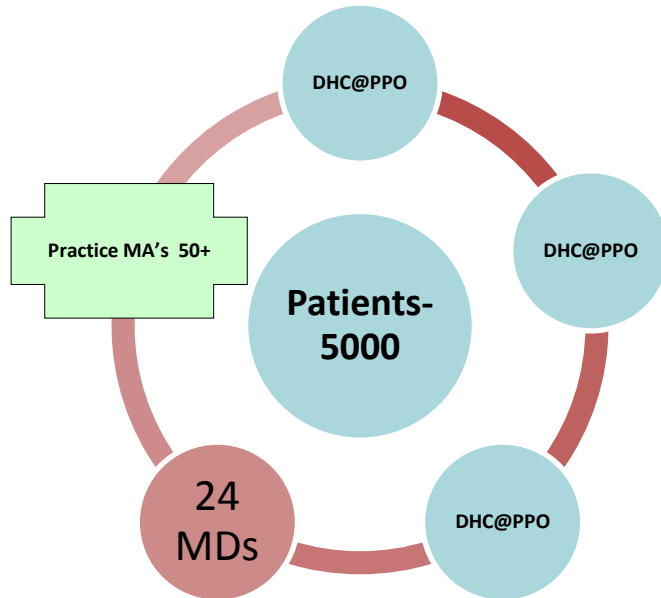 DHC@PPO
Practice MA's 50+
DHC@PPO
Patients-
5000
24
MDs
DHC@PPO